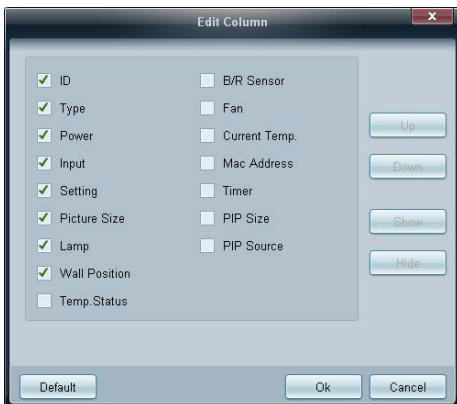 Edit Column
ID
Type
Power
Input
Setting
Picture Size
Lamp
Wall Position
Temp.Status
B/R Sensor
Fan
Current Temp.
Mac Address
Timer
PIP Size
PIP Source
Up
Down
Show
Hide
Default
Ok
Cancel